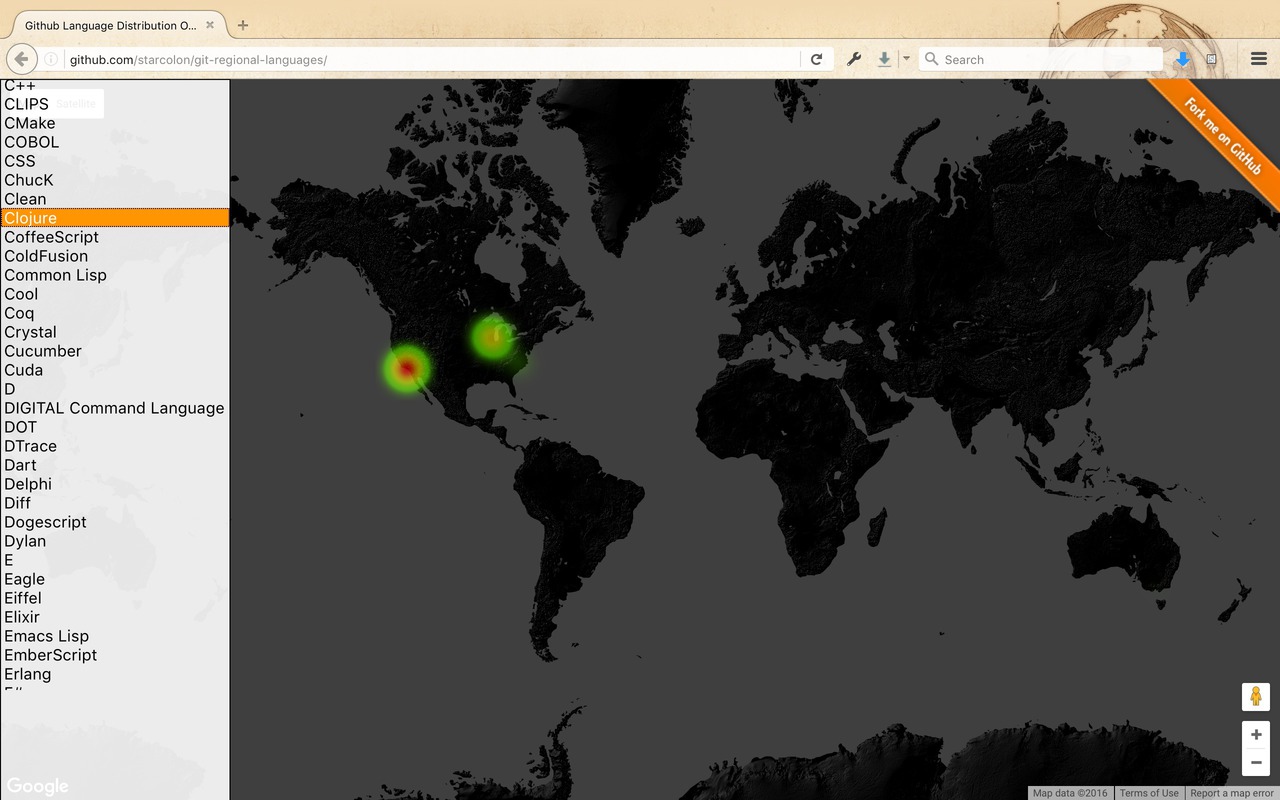 Github Language Distribution O...
github.com/starcolon/git-regional-languages/
Search
C++
Satellite
CLIPS
CMake
COBOL
CSS
ChucK
Clean
Clojure
CoffeeScript
ColdFusion
Common Lisp
Cool
Coq
Crystal
Cucumber
Cuda
D
DIGITAL Command Language
DOT
DTrace
Dart
Delphi
Diff
Dogescript
Dylan
E
Eagle
Eiffel
Elixir
Emacs Lisp
EmberScript
Erlang
Fork me on GitHub
Google
Map data ©2016
Terms of Use
Report a map error